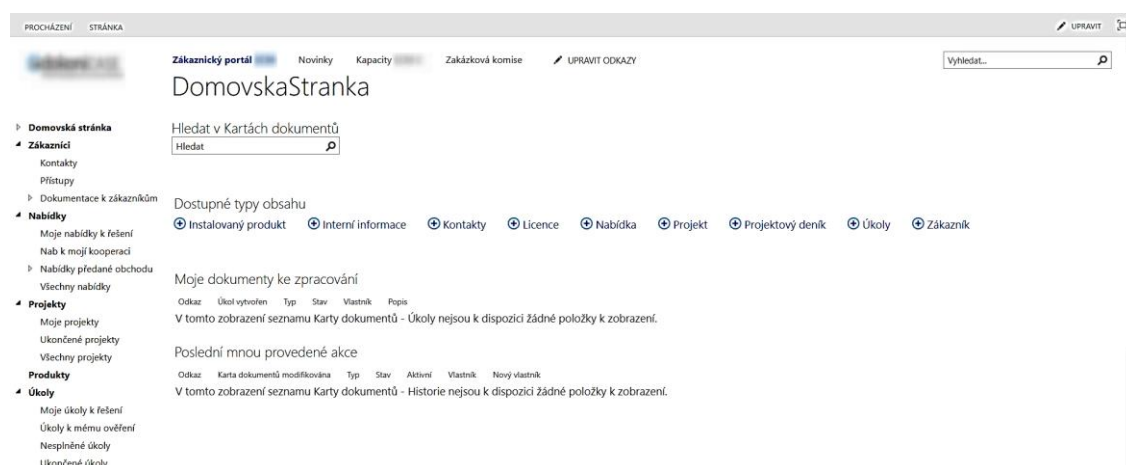 PROCHÁZENÍ STRÁNKA UPRAVIT
Zákaznický portál Novinky Kapacity Zakázková komise UPRAVIT ODKAZY Vyhledat...
DomovskaStranka
Domovská stránka
Zákazníci
Kontakty
Přístupy
Dokumentace k zákazníkům
Nabídky
Moje nabídky k řešení
Nab k mojí kooperaci
Nabídky předané obchodu
Všechny nabídky
Projekty
Moje projekty
Ukončené projekty
Všechny projekty
Produkty
Úkoly
Moje úkoly k řešení
Úkoly k mému ověření
Nesplněné úkoly
Ukončené úkoly
Hledat v Kartách dokumentů
Hledat
Dostupné typy obsahu
Instalovaný produkt Interní informace Kontakty Licence Nabídka Projekt Projektový deník Úkoly Zákazník
Moje dokumenty ke zpracování
Odkaz Úkol vytvořen Typ Stav Vlastník Popis
V tomto zobrazení seznamu Karty dokumentů - Úkoly nejsou k dispozici žádné položky k zobrazení.
Poslední mnou provedené akce
Odkaz Karta dokumentů modifikována Typ Stav Aktivní Vlastník Nový vlastník
V tomto zobrazení seznamu Karty dokumentů - Historie nejsou k dispozici žádné položky k zobrazení.